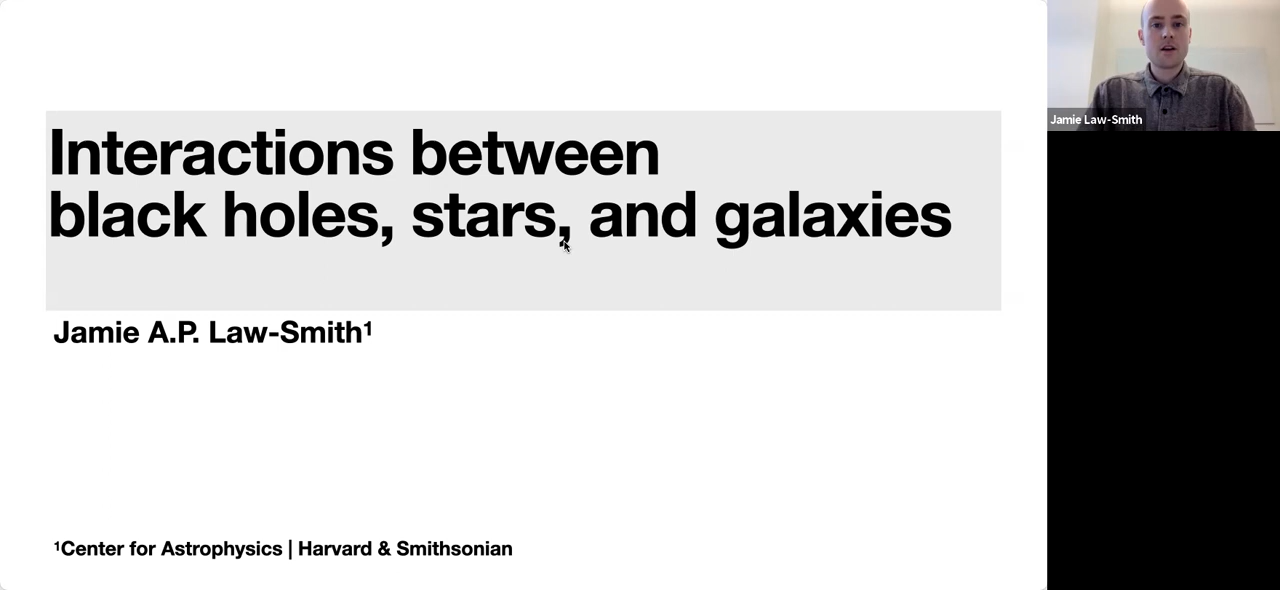 Interactions between
black holes, stars, and galaxies
Jamie A.P. Law-Smith¹
¹Center for Astrophysics | Harvard & Smithsonian
Jamie Law-Smith